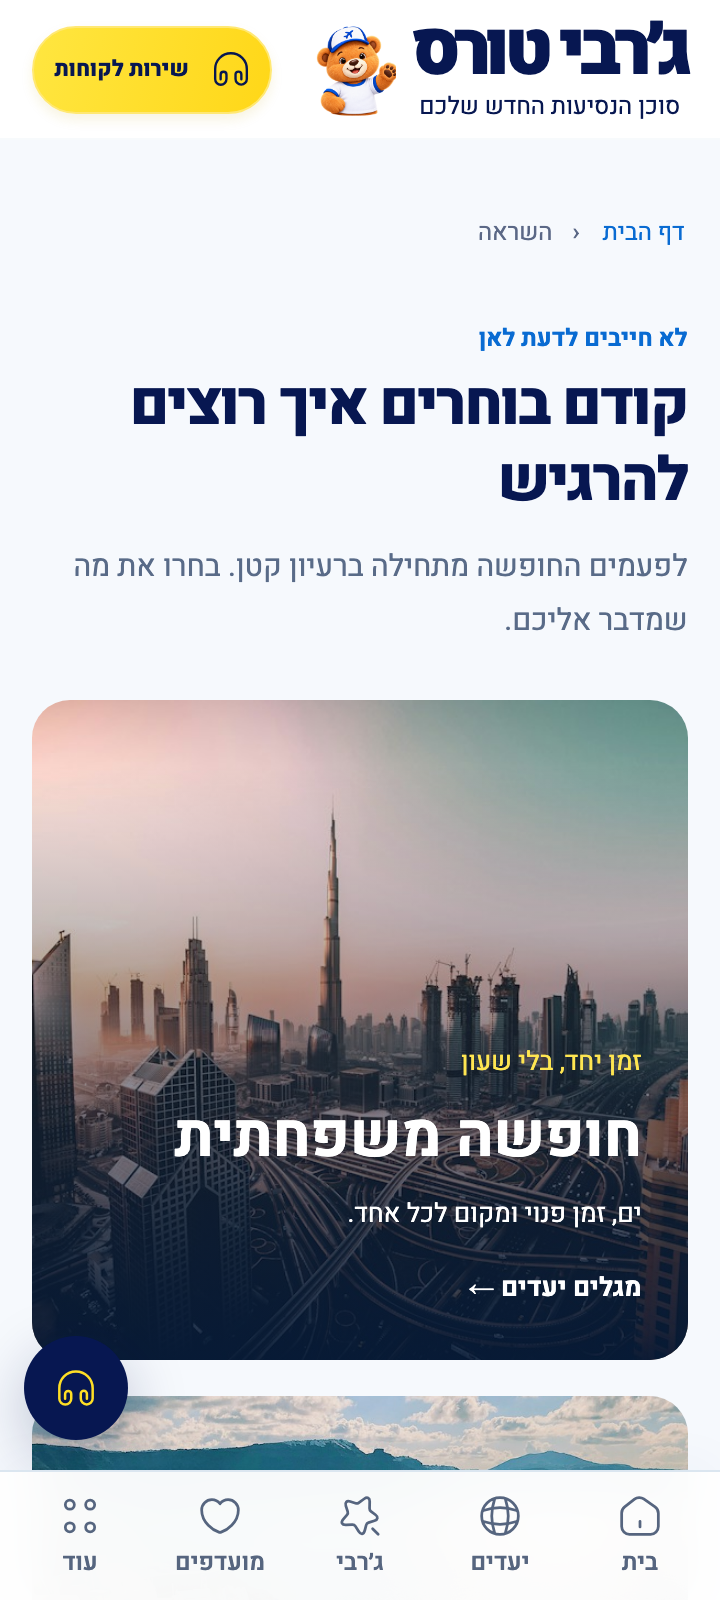 ג'רבי טורס
סוכן הנסיעות החדש שלכם
שירות לקוחות
דף הבית › השראה
לא חייבים לדעת לאן
קודם בוחרים איך רוצים
להרגיש
לפעמים החופשה מתחילה ברעיון קטן. בחרו את מה
שמדבר אליכם.
זמן יחד, בלי שעון
חופשה משפחתית
ים, זמן פנוי ומקום לכל אחד.
מגלים יעדים ←
בית
יעדים
ג'רבי
מועדפים
עוד